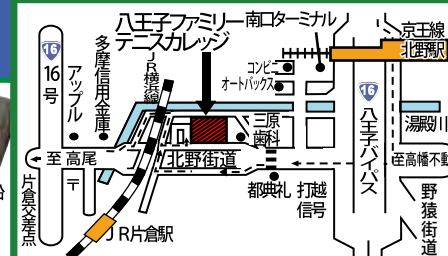 八王子ファミリー
テニスカレッジ
南口ターミナル
京王線
北野駅
16
16号
アップル
多摩信用金庫
JR横浜線
コンビニ
オートバックス
16
八王子バイパス
湯殿川
三原
歯科
至 高尾
北野街道
至高幡不動
〒
片倉交差点
都典礼
打越
信号
野猿街道
JR片倉駅